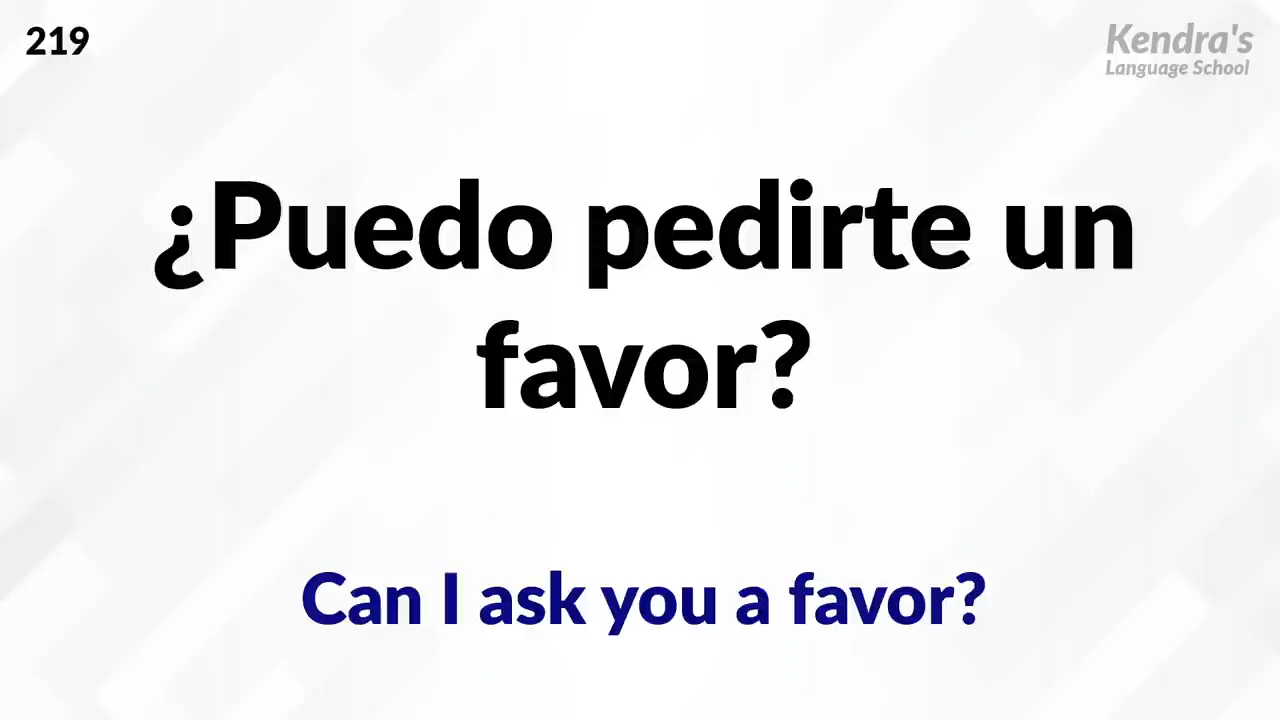 219
Kendra's
Language School
¿Puedo pedirte un
favor?
Can I ask you a favor?